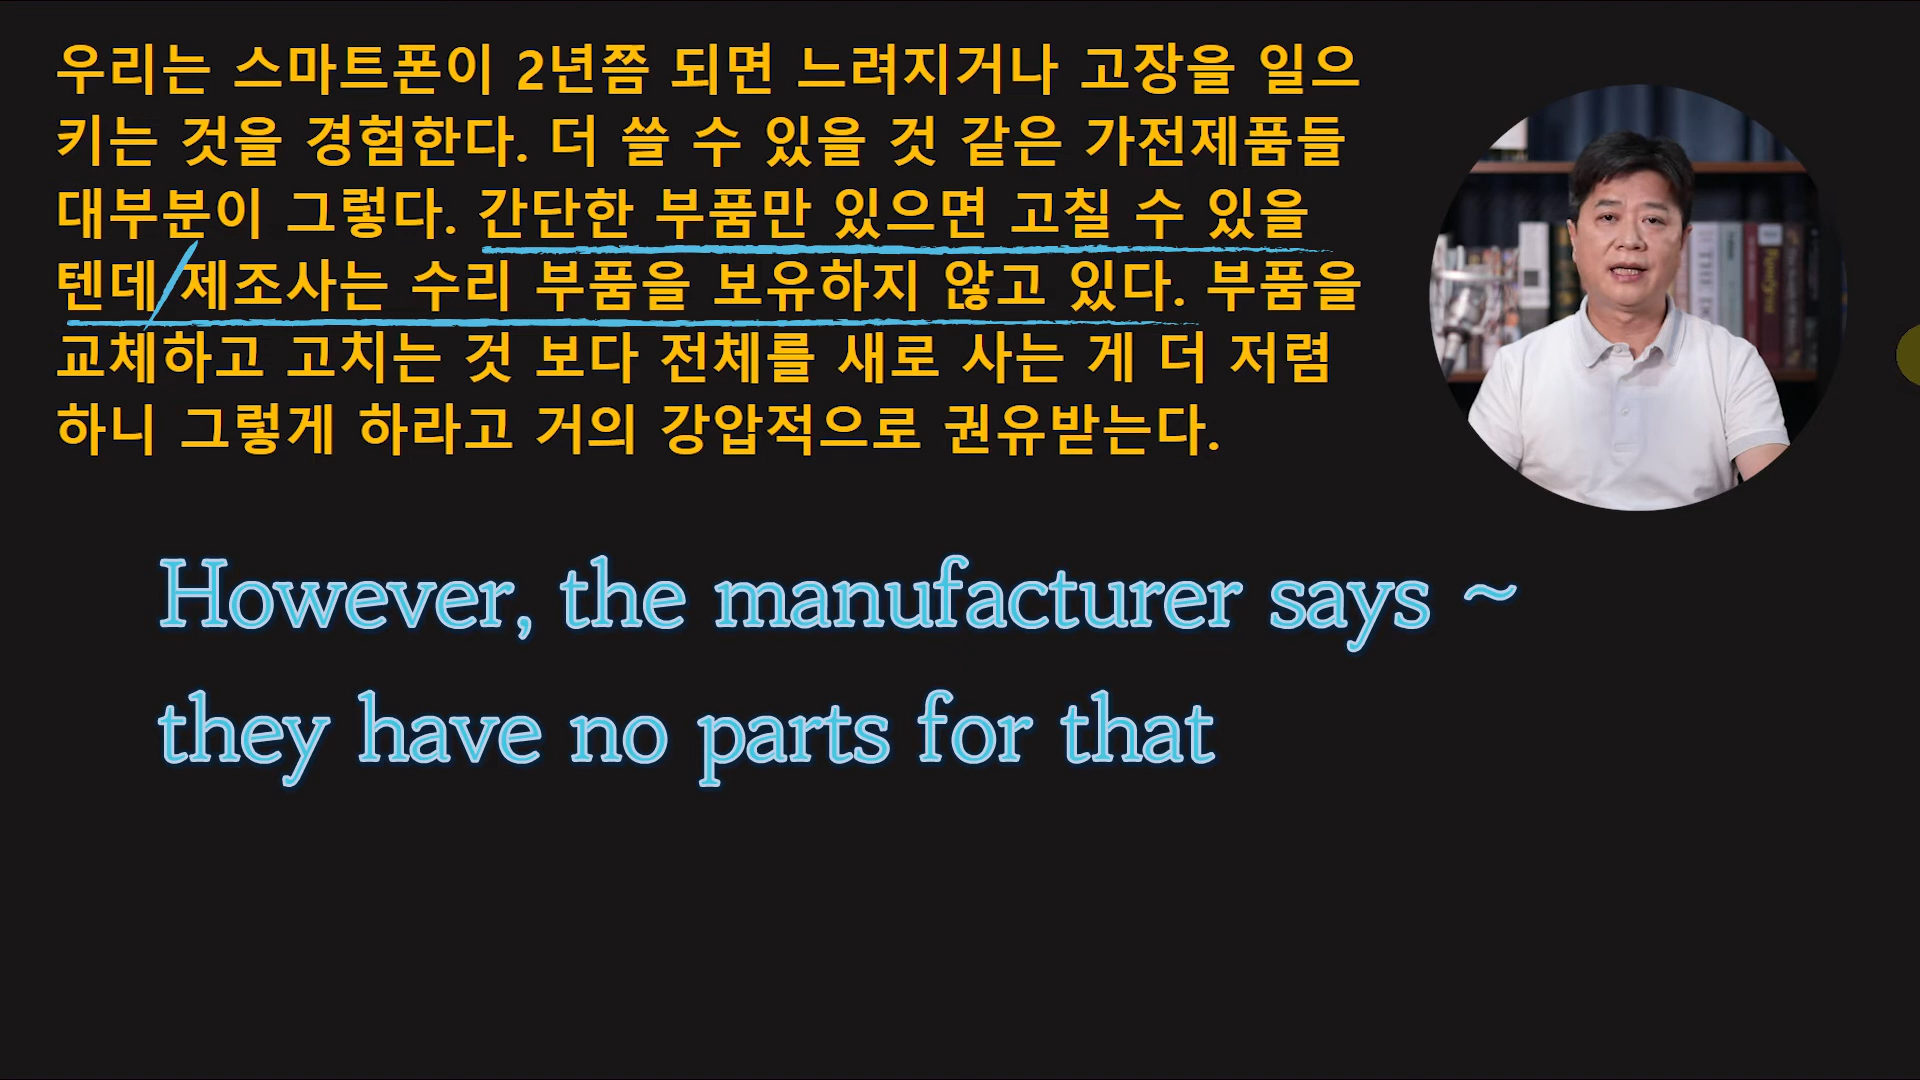 우리는 스마트폰이 2년쯤 되면 느려지거나 고장을 일으
키는 것을 경험한다. 더 쓸 수 있을 것 같은 가전제품들
대부분이 그렇다. 간단한 부품만 있으면 고칠 수 있을
텐데 제조사는 수리 부품을 보유하지 않고 있다. 부품을
교체하고 고치는 것 보다 전체를 새로 사는 게 더 저렴
하니 그렇게 하라고 거의 강압적으로 권유받는다.
However, the manufacturer says ~
they have no parts for that